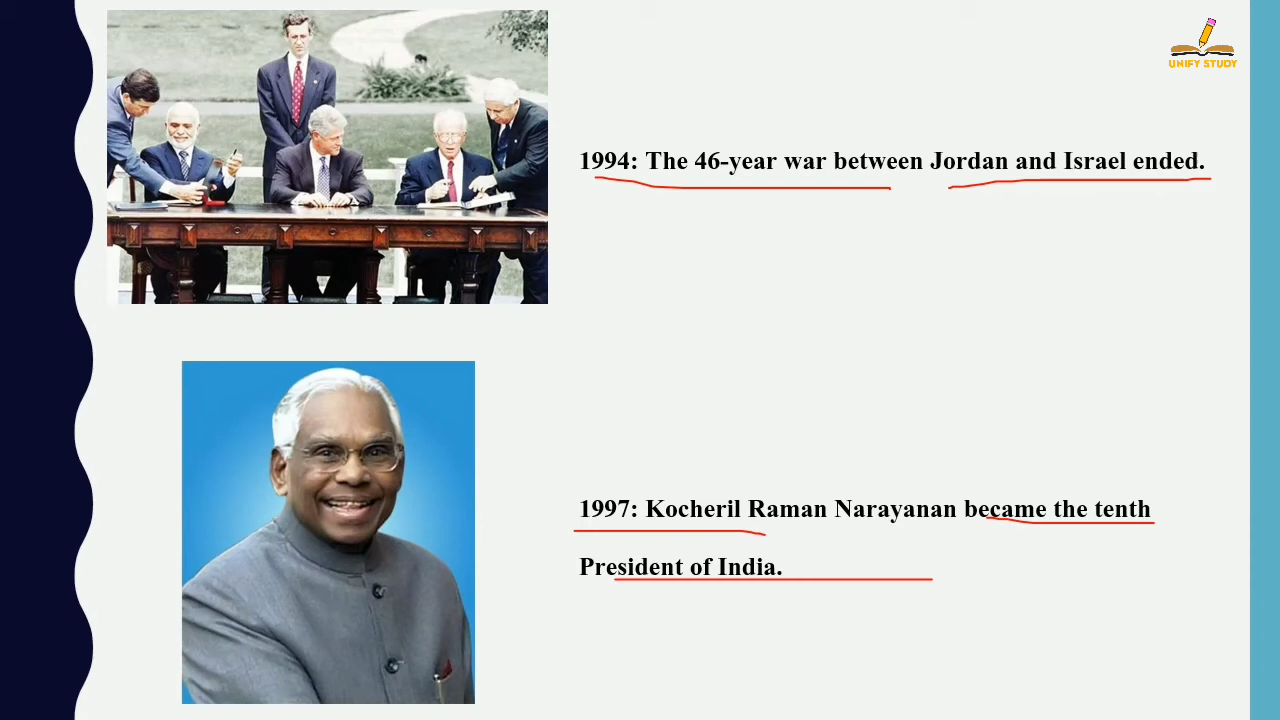 UNIFY STUDY
1994: The 46-year war between Jordan and Israel ended.
1997: Kocheril Raman Narayanan became the tenth
President of India.